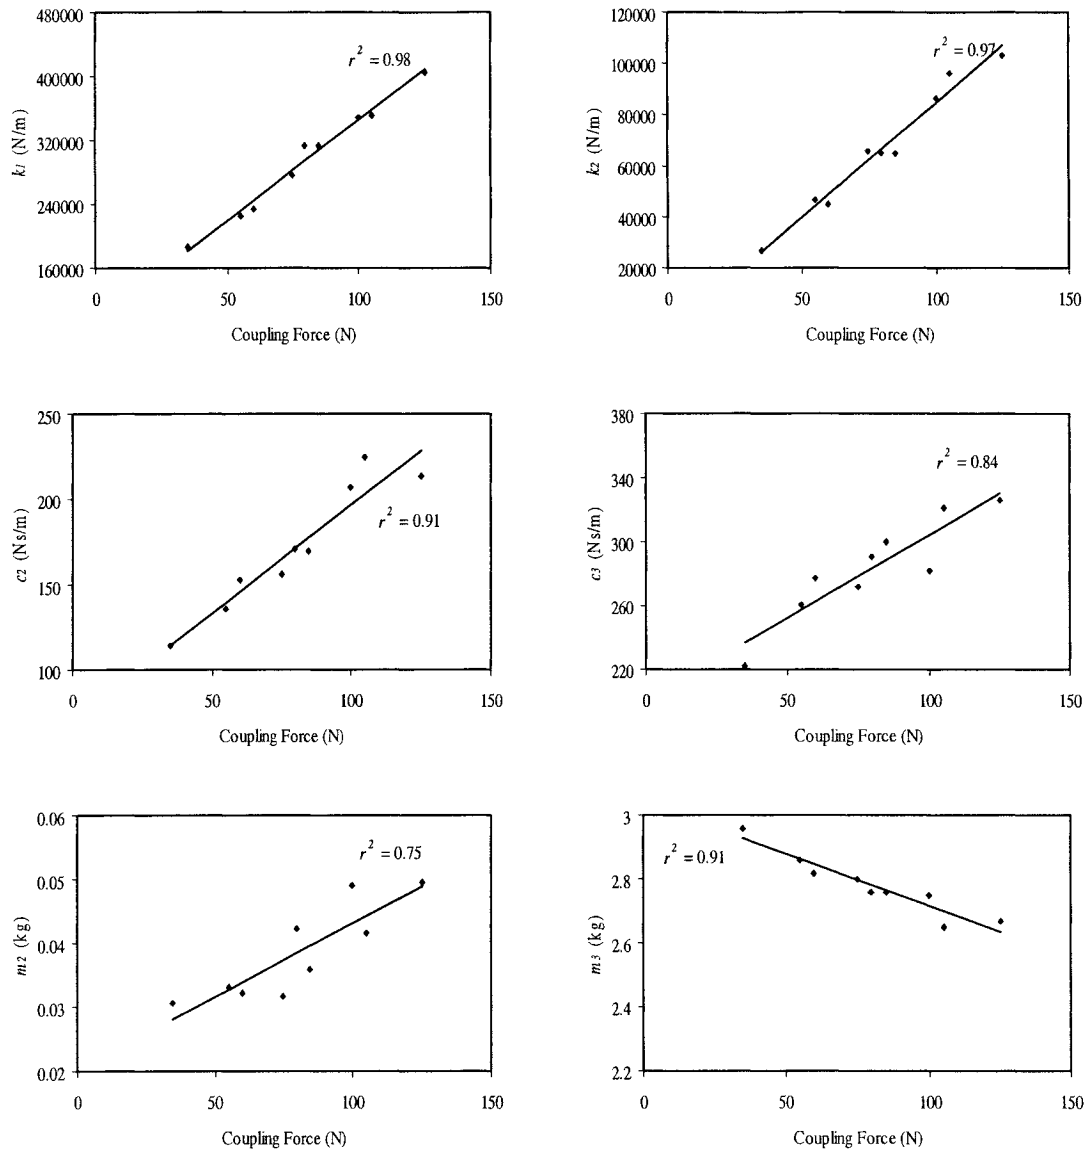 480000
400000
320000
240000
160000
k1 (N/m)
r2 = 0.98
0 50 100 150
Coupling Force (N)
120000
100000
80000
60000
40000
20000
k2 (N/m)
r2 = 0.97
0 50 100 150
Coupling Force (N)
250
200
150
100
c2 (Ns/m)
r2 = 0.91
0 50 100 150
Coupling Force (N)
380
340
300
260
220
c3 (Ns/m)
r2 = 0.84
0 50 100 150
Coupling Force (N)
0.06
0.05
0.04
0.03
0.02
m2 (kg)
r2 = 0.75
0 50 100 150
Coupling Force (N)
3
2.8
2.6
2.4
2.2
m3 (kg)
r2 = 0.91
0 50 100 150
Coupling Force (N)